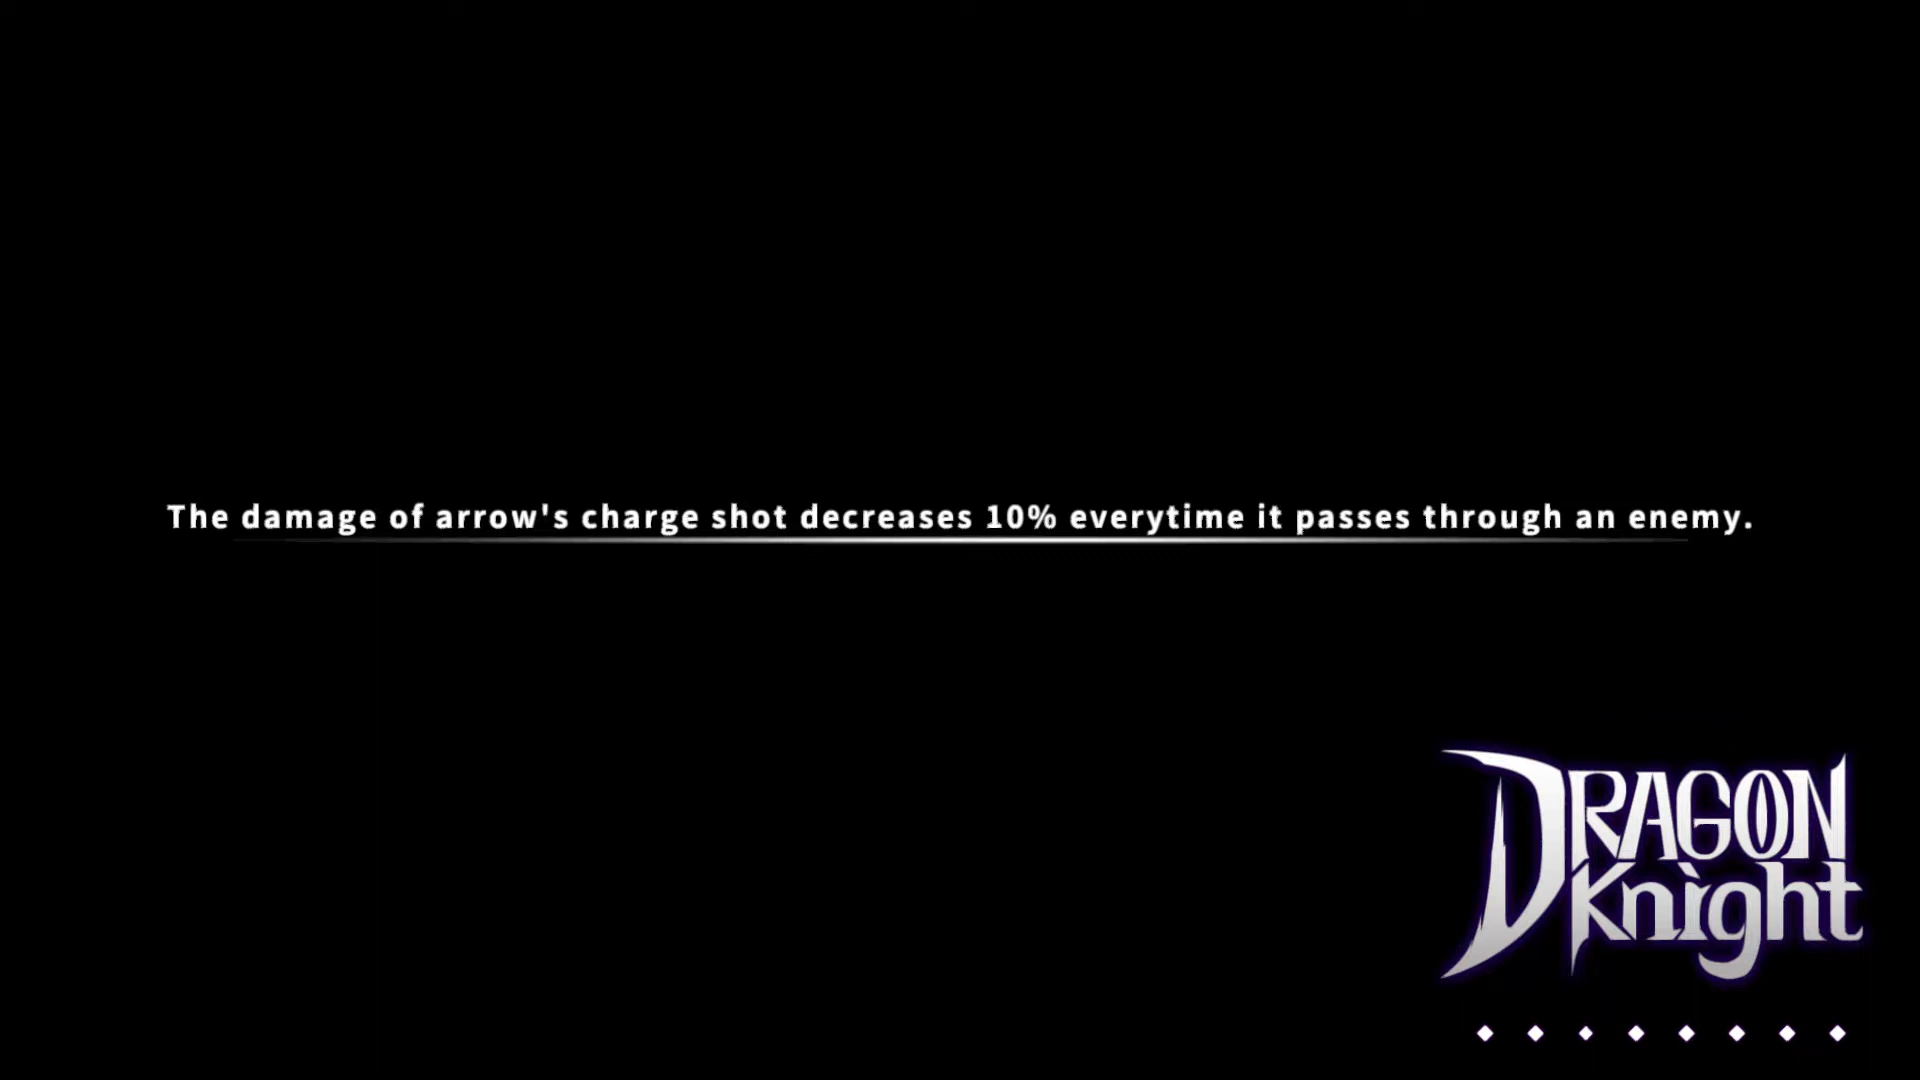 The damage of arrow's charge shot decreases 10% everytime it passes through an enemy.
DRAGON
Knight